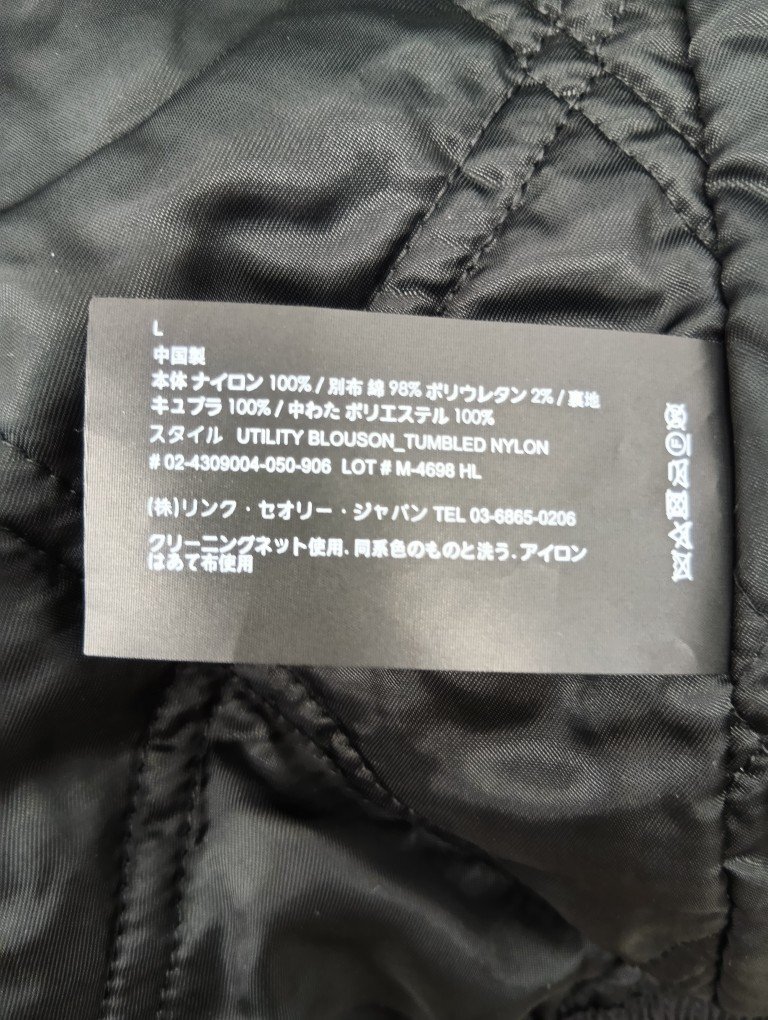 L
中国製
本体 ナイロン 100% / 別布 綿 98% ポリウレタン 2% / 裏地
キュプラ 100% / 中わた ポリエステル 100%
スタイル UTILITY BLOUSON_TUMBLED NYLON
# 02-4309004-050-906 LOT # M-4698 HL
(株)リンク・セオリー・ジャパン TEL 03-6865-0206
クリーニングネット使用. 同系色のものと洗う. アイロン
はあて布使用